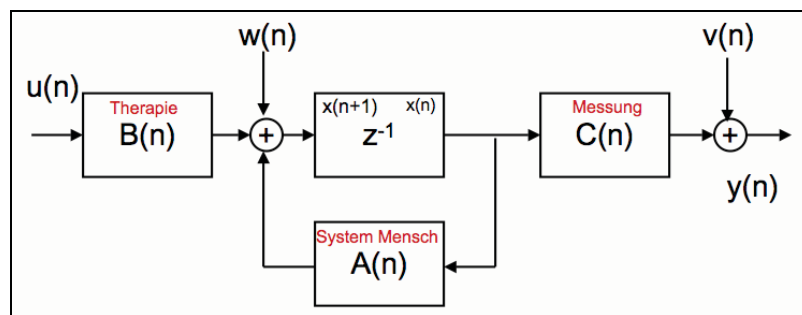 w(n)
v(n)
u(n)
Therapie
B(n)
+
x(n+1) x(n)
z-1
Messung
C(n)
+
y(n)
System Mensch
A(n)